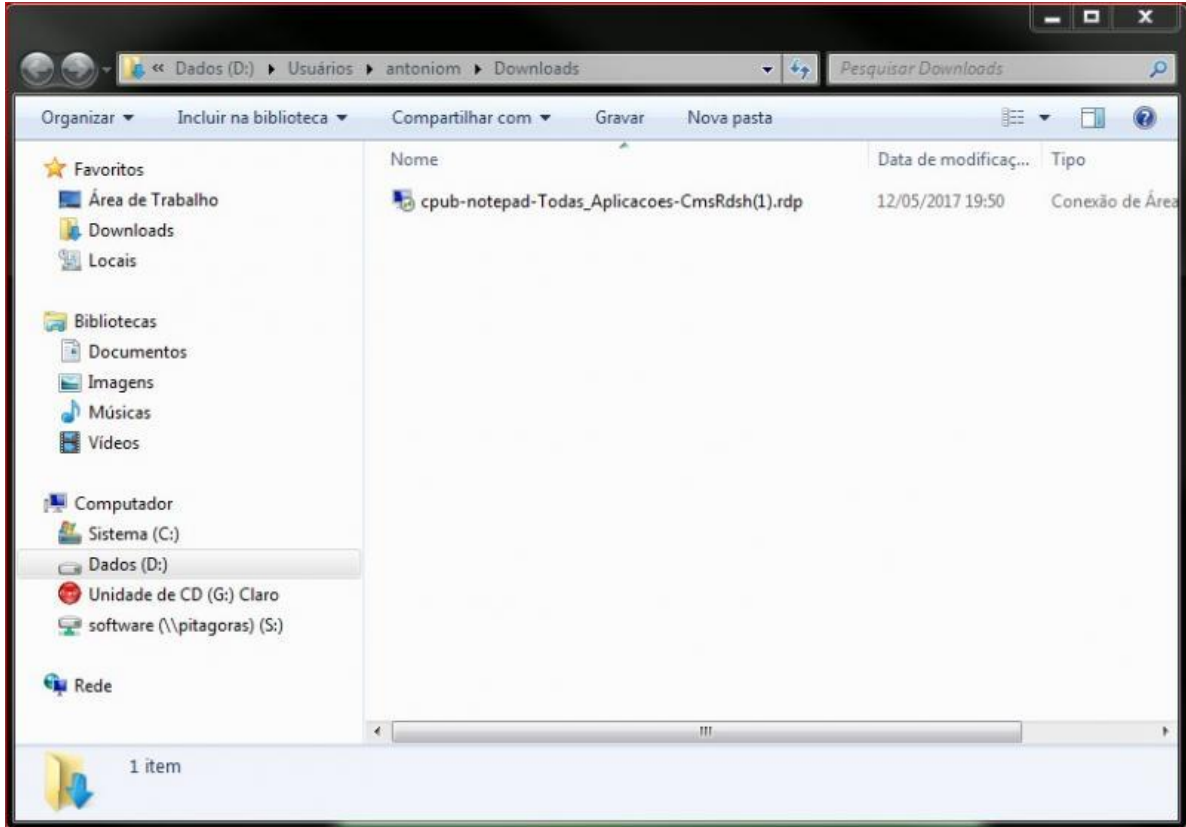 « Dados (D:) ▸ Usuários ▸ antoniom ▸ Downloads
Pesquisar Downloads
Organizar Incluir na biblioteca Compartilhar com Gravar Nova pasta
Favoritos
Área de Trabalho
Downloads
Locais
Bibliotecas
Documentos
Imagens
Músicas
Vídeos
Computador
Sistema (C:)
Dados (D:)
Unidade de CD (G:) Claro
software (\\pitagoras) (S:)
Rede
Nome Data de modificaç... Tipo
cpub-notepad-Todas_Aplicacoes-CmsRdsh(1).rdp 12/05/2017 19:50 Conexão de Área
1 item